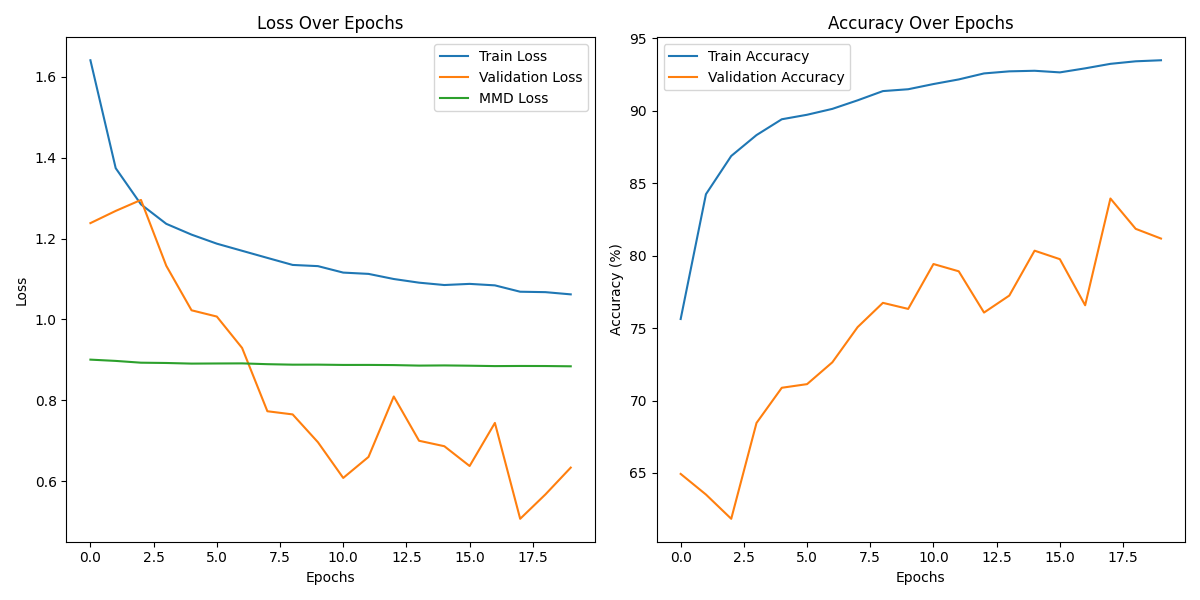 Loss Over Epochs
Train Loss
Validation Loss
MMD Loss
1.6
1.4
1.2
1.0
0.8
0.6
Loss
0.0 2.5 5.0 7.5 10.0 12.5 15.0 17.5
Epochs
Accuracy Over Epochs
Train Accuracy
Validation Accuracy
95
90
85
80
75
70
65
Accuracy (%)
0.0 2.5 5.0 7.5 10.0 12.5 15.0 17.5
Epochs